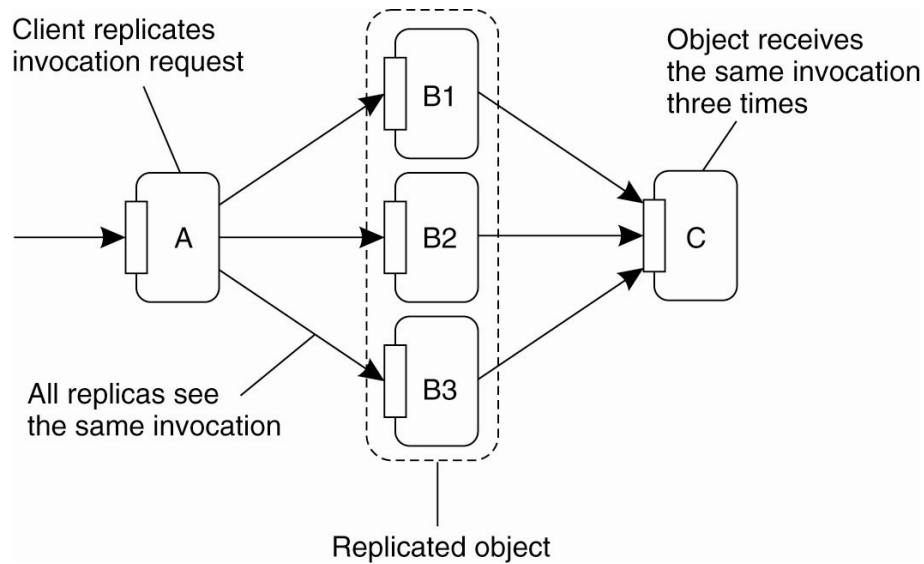 Client replicates
invocation request
Object receives
the same invocation
three times
B1
A
B2
C
B3
All replicas see
the same invocation
Replicated object